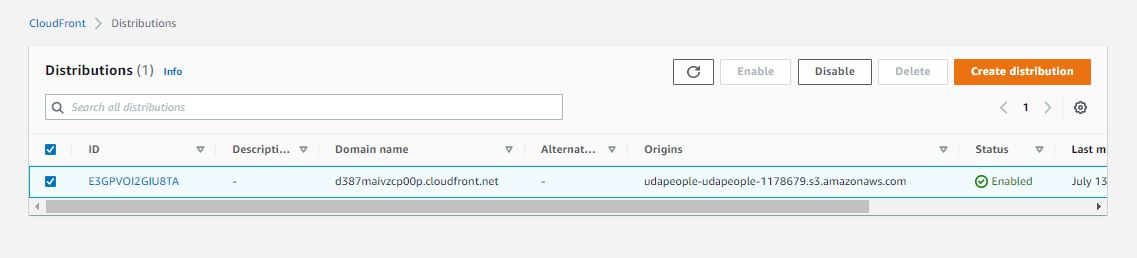 CloudFront > Distributions
Distributions (1) Info
Enable Disable Delete Create distribution
Search all distributions
1
ID Descripti... Domain name Alternat... Origins Status Last m
E3GPVOI2GIU8TA - d387maivzcp00p.cloudfront.net - udapeople-udapeople-1178679.s3.amazonaws.com Enabled July 13